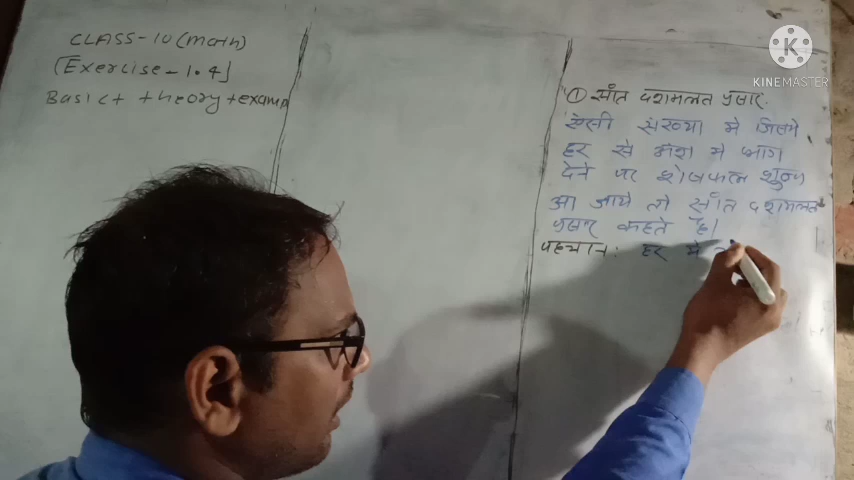 CLASS-10 (math)
[Exercise-1.4]
Basic + theory + examp
① सांत दशमलव प्रसार.
ऐसी संख्या मे जिसमे
हर से अंश मे भाग
देने पर शेषफल शुन्य
आ जाये तो सांत दशमलव
प्रसार कहते है।
पहचान: हर मे
KINEMASTER